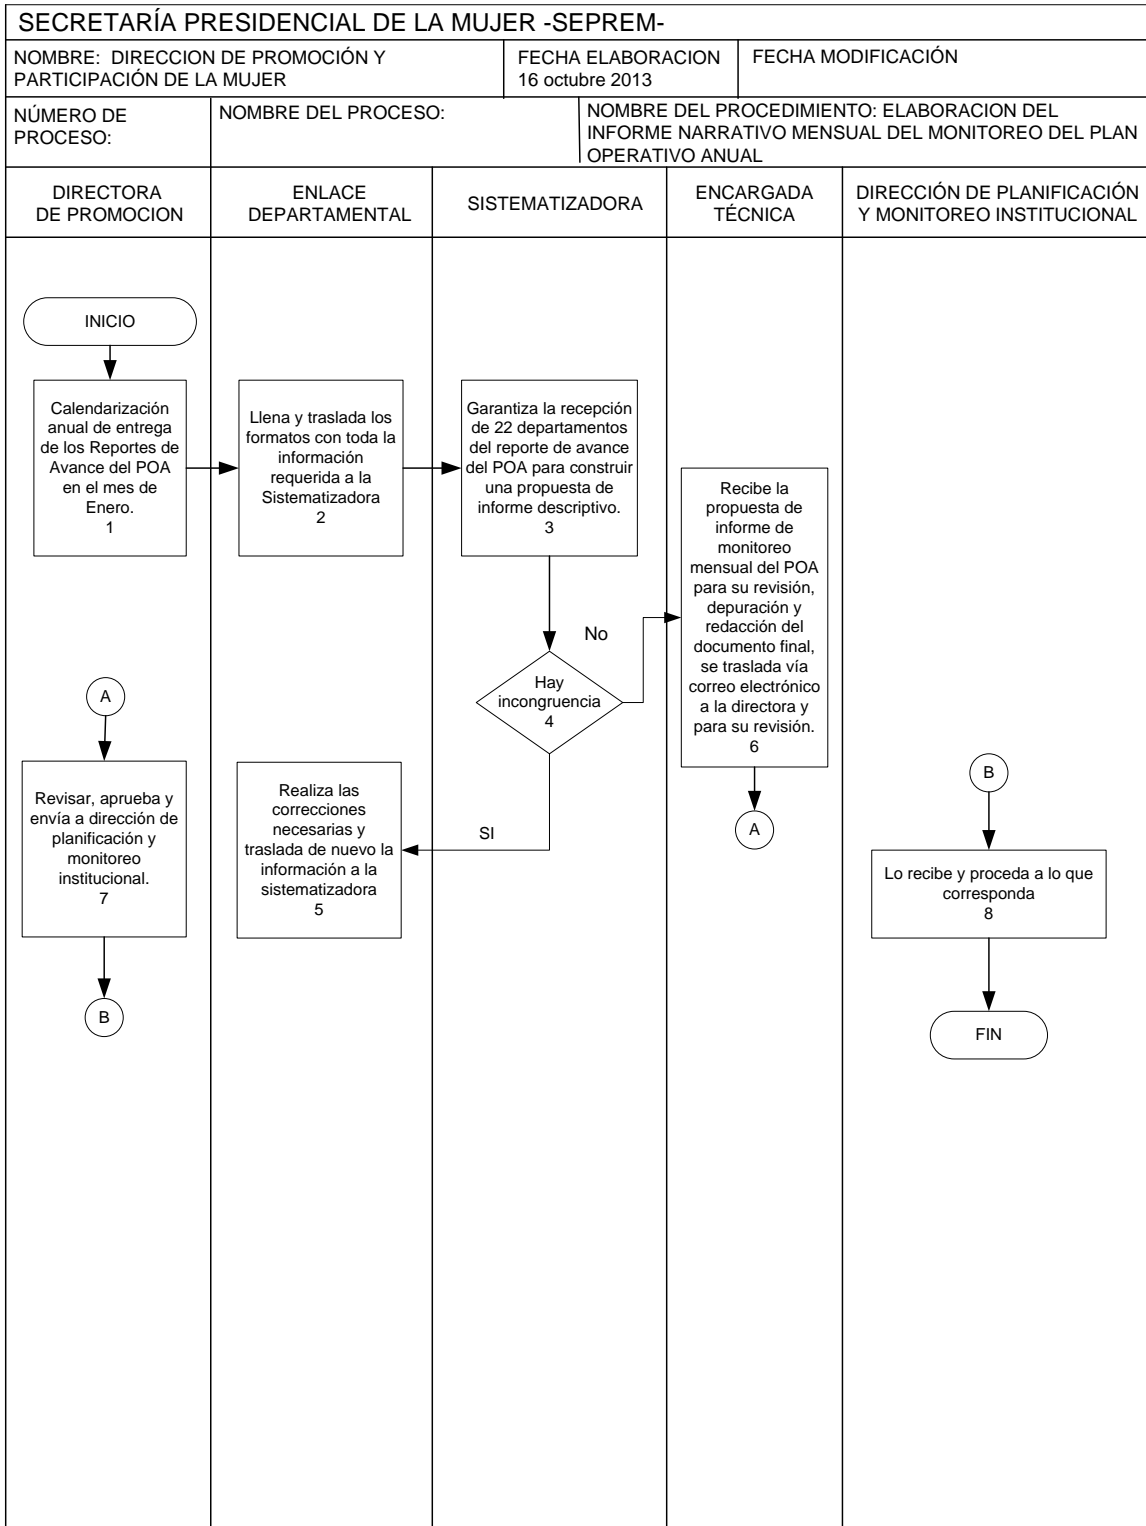 SECRETARÍA PRESIDENCIAL DE LA MUJER -SEPREM-
NOMBRE: DIRECCION DE PROMOCIÓN Y
PARTICIPACIÓN DE LA MUJER
FECHA ELABORACION
16 octubre 2013
FECHA MODIFICACIÓN
NÚMERO DE
PROCESO:
NOMBRE DEL PROCESO:
NOMBRE DEL PROCEDIMIENTO: ELABORACION DEL
INFORME NARRATIVO MENSUAL DEL MONITOREO DEL PLAN
OPERATIVO ANUAL
DIRECTORA
DE PROMOCION
ENLACE
DEPARTAMENTAL
SISTEMATIZADORA
ENCARGADA
TÉCNICA
DIRECCIÓN DE PLANIFICACIÓN
Y MONITOREO INSTITUCIONAL
INICIO
Calendarización
anual de entrega
de los Reportes de
Avance del POA
en el mes de
Enero.
1
Llena y traslada los
formatos con toda la
información
requerida a la
Sistematizadora
2
Garantiza la recepción
de 22 departamentos
del reporte de avance
del POA para construir
una propuesta de
informe descriptivo.
3
Hay
incongruencia
4
No
SI
Realiza las
correcciones
necesarias y
traslada de nuevo la
información a la
sistematizadora
5
Recibe la
propuesta de
informe de
monitoreo
mensual del POA
para su revisión,
depuración y
redacción del
documento final,
se traslada vía
correo electrónico
a la directora y
para su revisión.
6
A
A
Revisar, aprueba y
envía a dirección de
planificación y
monitoreo
institucional.
7
B
B
Lo recibe y proceda a lo que
corresponda
8
FIN